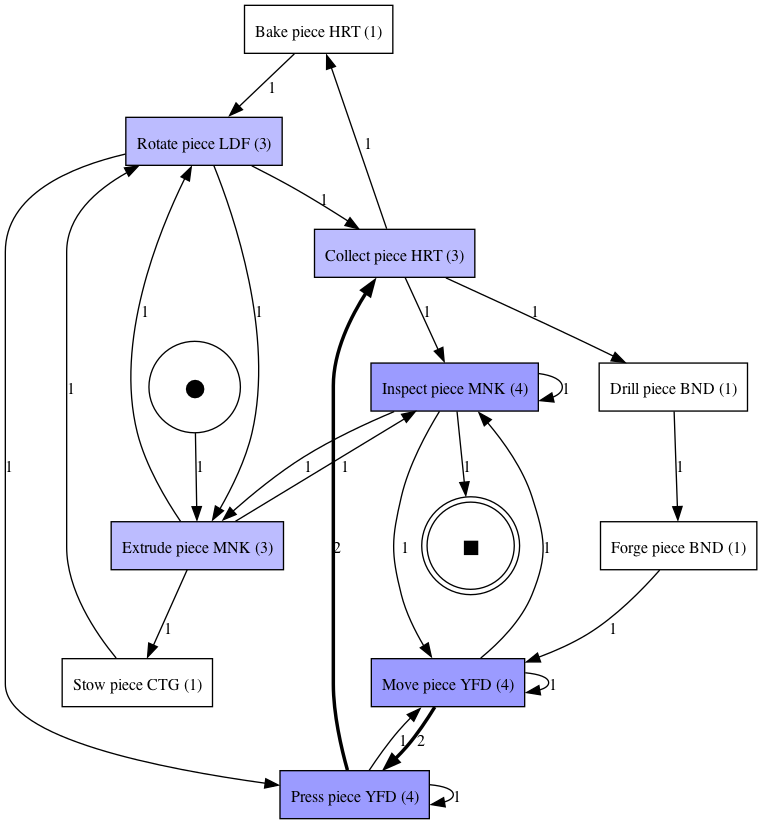 Bake piece HRT (1)
1
Rotate piece LDF (3)
1
1
Collect piece HRT (3)
1
1
1
1
Inspect piece MNK (4)
1
Drill piece BND (1)
1
1
1
1
1
1
1
1
Extrude piece MNK (3)
Forge piece BND (1)
2
1
1
1
1
Stow piece CTG (1)
Move piece YFD (4)
1
1
2
Press piece YFD (4)
1